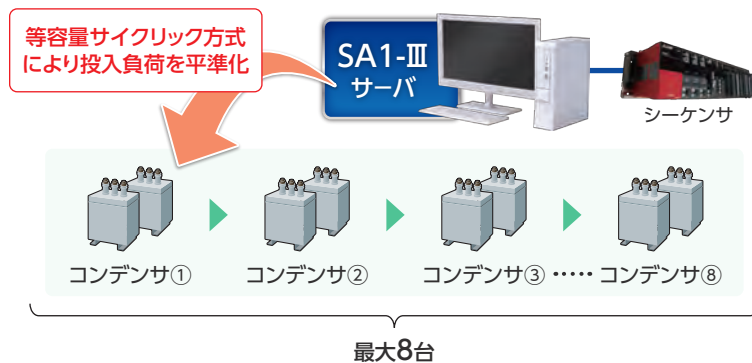 等容量サイクリック方式
により投入負荷を平準化
SA1-Ⅲ
サーバ
シーケンサ
コンデンサ①
コンデンサ②
コンデンサ③ ‥‥‥ コンデンサ⑧
最大8台